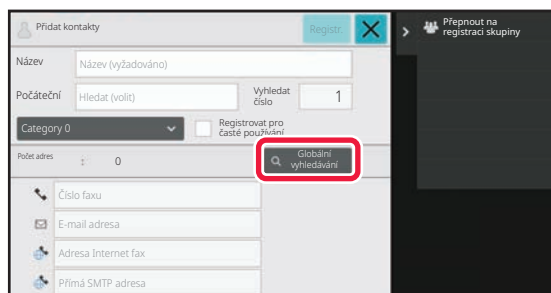 Přidat kontakty
Registr.
Přepnout na
registraci skupiny
Název
Název (vyžadováno)
Počáteční
Hledat (volit)
Vyhledat
číslo
1
Category 0
Registrovat pro
časté používání
Počet adres
:
0
Globální
vyhledávání
Číslo faxu
E-mail adresa
Adresa Internet fax
Přímá SMTP adresa